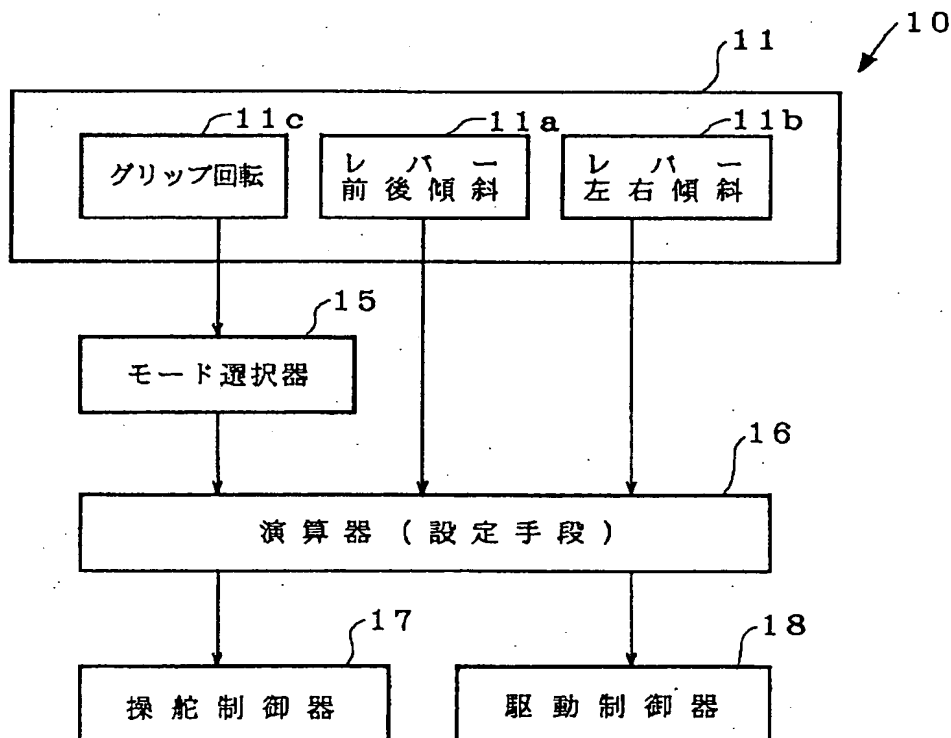 10
11
11c
11a
11b
グリップ回転
レバー
前後傾斜
レバー
左右傾斜
15
モード選択器
16
演算器(設定手段)
17
18
操舵制御器
駆動制御器